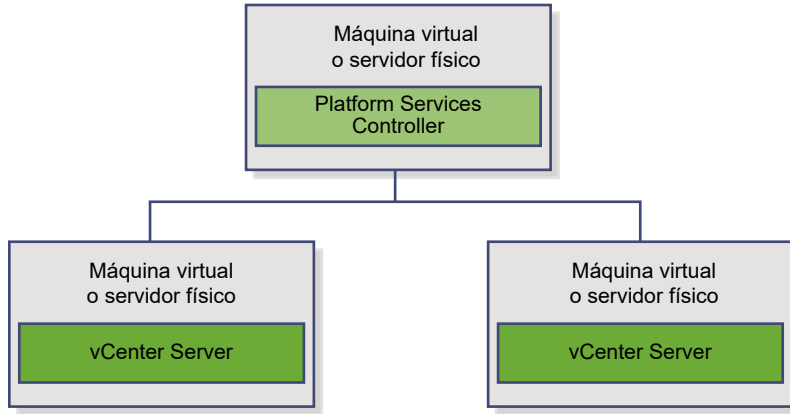 Máquina virtual
o servidor físico
Platform Services
Controller
Máquina virtual
o servidor físico
vCenter Server
Máquina virtual
o servidor físico
vCenter Server